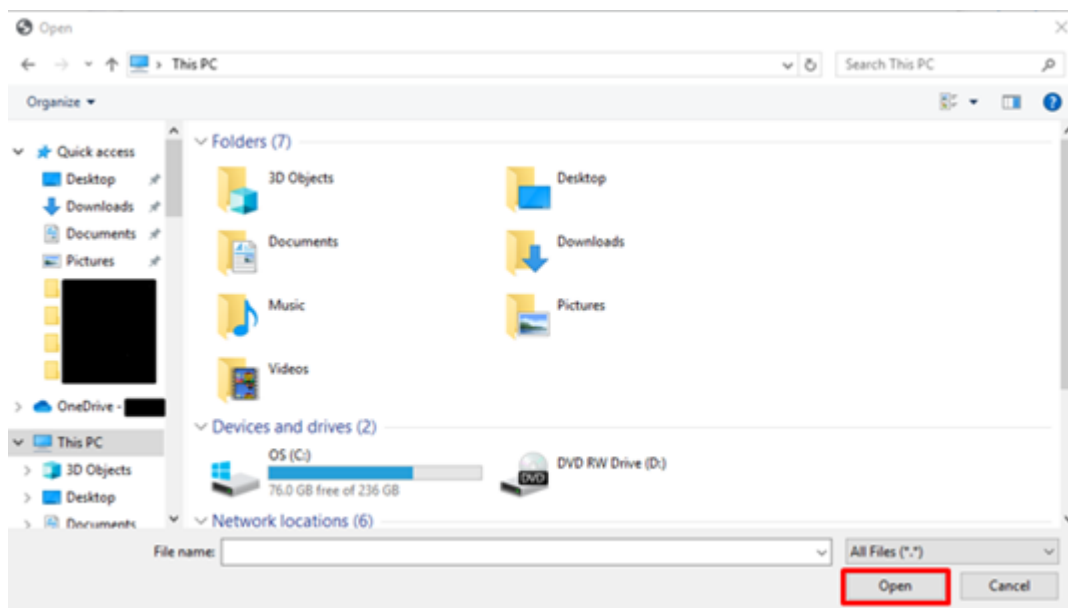 Open
This PC
Search This PC
Organize
Quick access
Desktop
Downloads
Documents
Pictures
OneDrive -
This PC
3D Objects
Desktop
Documents
Folders (7)
3D Objects
Desktop
Documents
Downloads
Music
Pictures
Videos
Devices and drives (2)
OS (C:)
76.0 GB free of 236 GB
DVD RW Drive (D:)
DVD
Network locations (6)
File name:
All Files (*.*)
Open
Cancel